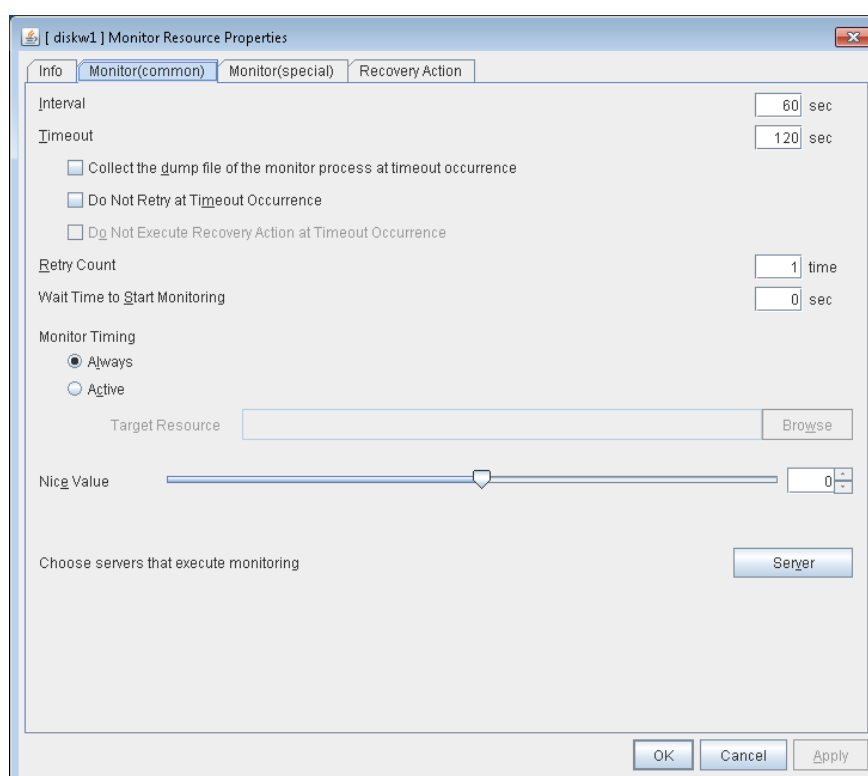 [ diskw1 ] Monitor Resource Properties
Info Monitor(common) Monitor(special) Recovery Action
Interval 60 sec
Timeout 120 sec
Collect the dump file of the monitor process at timeout occurrence
Do Not Retry at Timeout Occurrence
Do Not Execute Recovery Action at Timeout Occurrence
Retry Count 1 time
Wait Time to Start Monitoring 0 sec
Monitor Timing
Always
Active
Target Resource Browse
Nice Value 0
Choose servers that execute monitoring Server
OK Cancel Apply